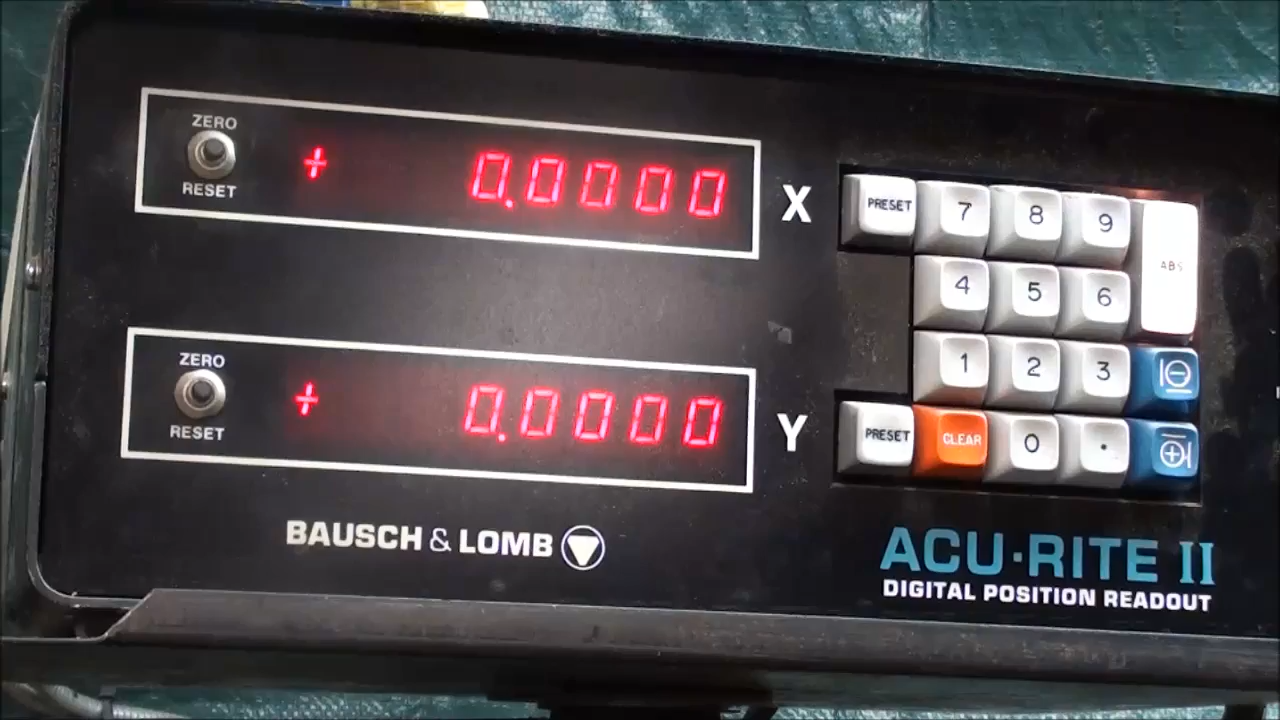 ZERO
RESET
+ 0.0000
X
PRESET
7
8
9
ABS
4
5
6
ZERO
RESET
+ 0.0000
Y
1
2
3
PRESET
CLEAR
0
.
BAUSCH & LOMB
ACU·RITE II
DIGITAL POSITION READOUT